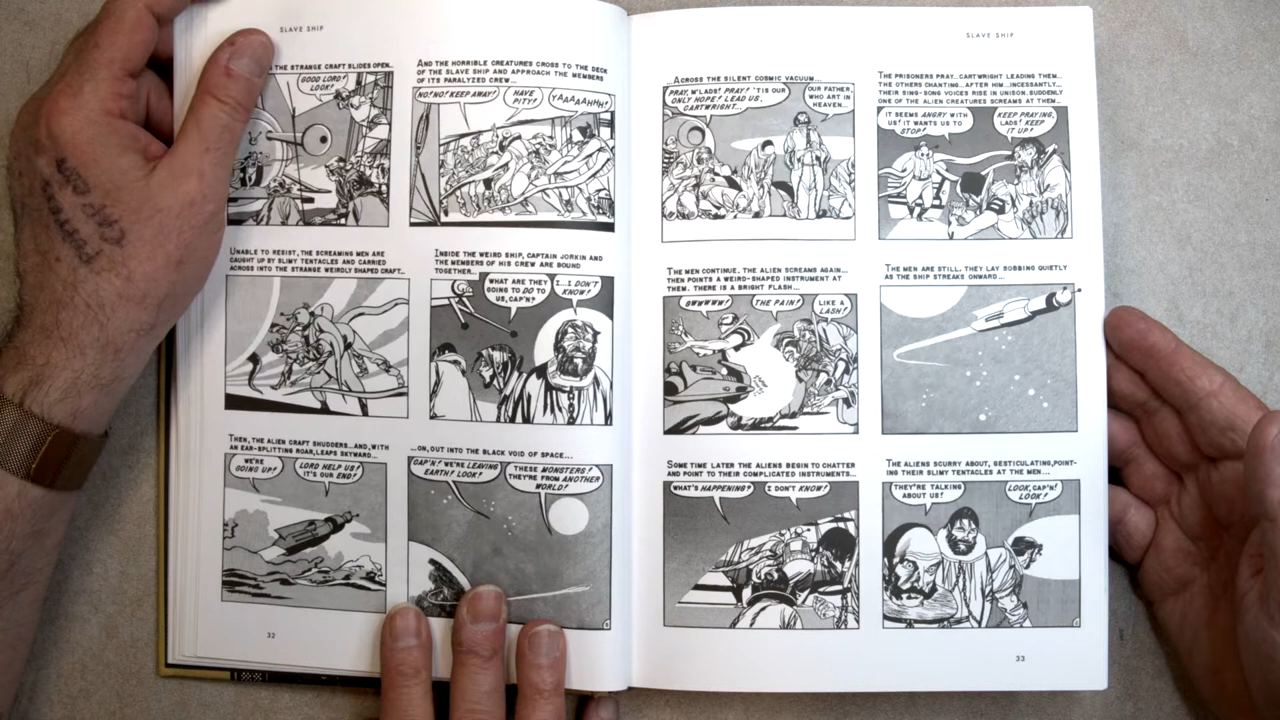 SLAVE SHIP
THE STRANGE CRAFT SLIDES OPEN...
GOOD LORD!
LOOK!
AND THE HORRIBLE CREATURES CROSS TO THE DECK
OF THE SLAVE SHIP AND APPROACH THE MEMBERS
OF ITS PARALYZED CREW...
NO! NO! KEEP AWAY!
HAVE
PITY!
YAAAAHHH!
UNABLE TO RESIST, THE SCREAMING MEN ARE
CAUGHT UP BY SLIMY TENTACLES AND CARRIED
ACROSS INTO THE STRANGE WEIRDLY SHAPED CRAFT...
INSIDE THE WEIRD SHIP, CAPTAIN JORKIN AND
THE MEMBERS OF HIS CREW ARE BOUND
TOGETHER...
WHAT ARE THEY
GOING TO DO TO
US, CAP'N?
I...I DON'T
KNOW!
THEN, THE ALIEN CRAFT SHUDDERS...AND, WITH
AN EAR-SPLITTING ROAR, LEAPS SKYWARD...
WE'RE
GOING UP!
LORD HELP US!
IT'S OUR END!
...ON, OUT INTO THE BLACK VOID OF SPACE...
CAP'N! WE'RE LEAVING
EARTH! LOOK!
THESE MONSTERS!
THEY'RE FROM ANOTHER
WORLD!
32
SLAVE SHIP
...ACROSS THE SILENT COSMIC VACUUM...
PRAY, M'LADS! PRAY! 'TIS OUR
ONLY HOPE! LEAD US,
CARTWRIGHT...
OUR FATHER,
WHO ART IN
HEAVEN...
THE PRISONERS PRAY...CARTWRIGHT LEADING THEM...
THE OTHERS CHANTING...AFTER HIM...INCESSANTLY...
THEIR SING-SONG VOICES RISE IN UNISON. SUDDENLY
ONE OF THE ALIEN CREATURES SCREAMS AT THEM...
IT SEEMS ANGRY WITH
US! IT WANTS US TO
STOP!
KEEP PRAYING,
LADS! KEEP
IT UP!
THE MEN CONTINUE. THE ALIEN SCREAMS AGAIN...
THEN POINTS A WEIRD-SHAPED INSTRUMENT AT
THEM. THERE IS A BRIGHT FLASH...
OWWWWW!
THE PAIN!
LIKE A
LASH!
THE MEN ARE STILL. THEY LAY SOBBING QUIETLY
AS THE SHIP STREAKS ONWARD...
SOME TIME LATER THE ALIENS BEGIN TO CHATTER
AND POINT TO THEIR COMPLICATED INSTRUMENTS...
WHAT'S HAPPENING?
I DON'T KNOW!
THE ALIENS SCURRY ABOUT, GESTICULATING, POINT-
ING THEIR SLIMY TENTACLES AT THE MEN...
THEY'RE TALKING
ABOUT US!
LOOK, CAP'N!
LOOK!
33